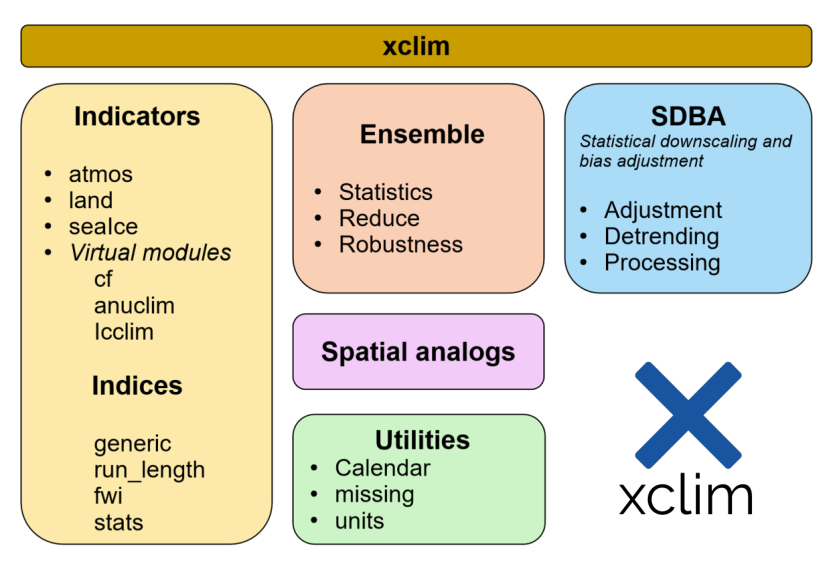 xclim
Indicators
• atmos
• land
• seaIce
• Virtual modules
cf
anuclim
Icclim
Indices
generic
run_length
fwi
stats
Ensemble
• Statistics
• Reduce
• Robustness
Spatial analogs
Utilities
• Calendar
• missing
• units
SDBA
Statistical downscaling and
bias adjustment
• Adjustment
• Detrending
• Processing
xclim